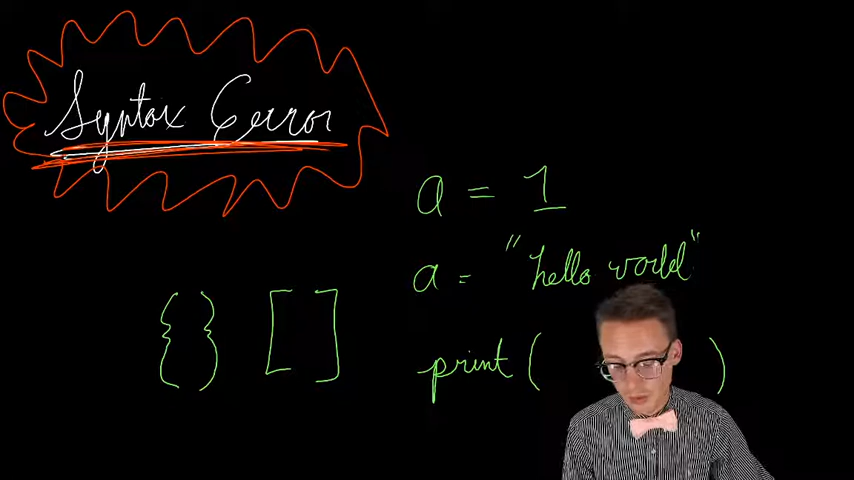 Syntax Error
a = 1
a = "hello world"
{ } [ ]
print( )